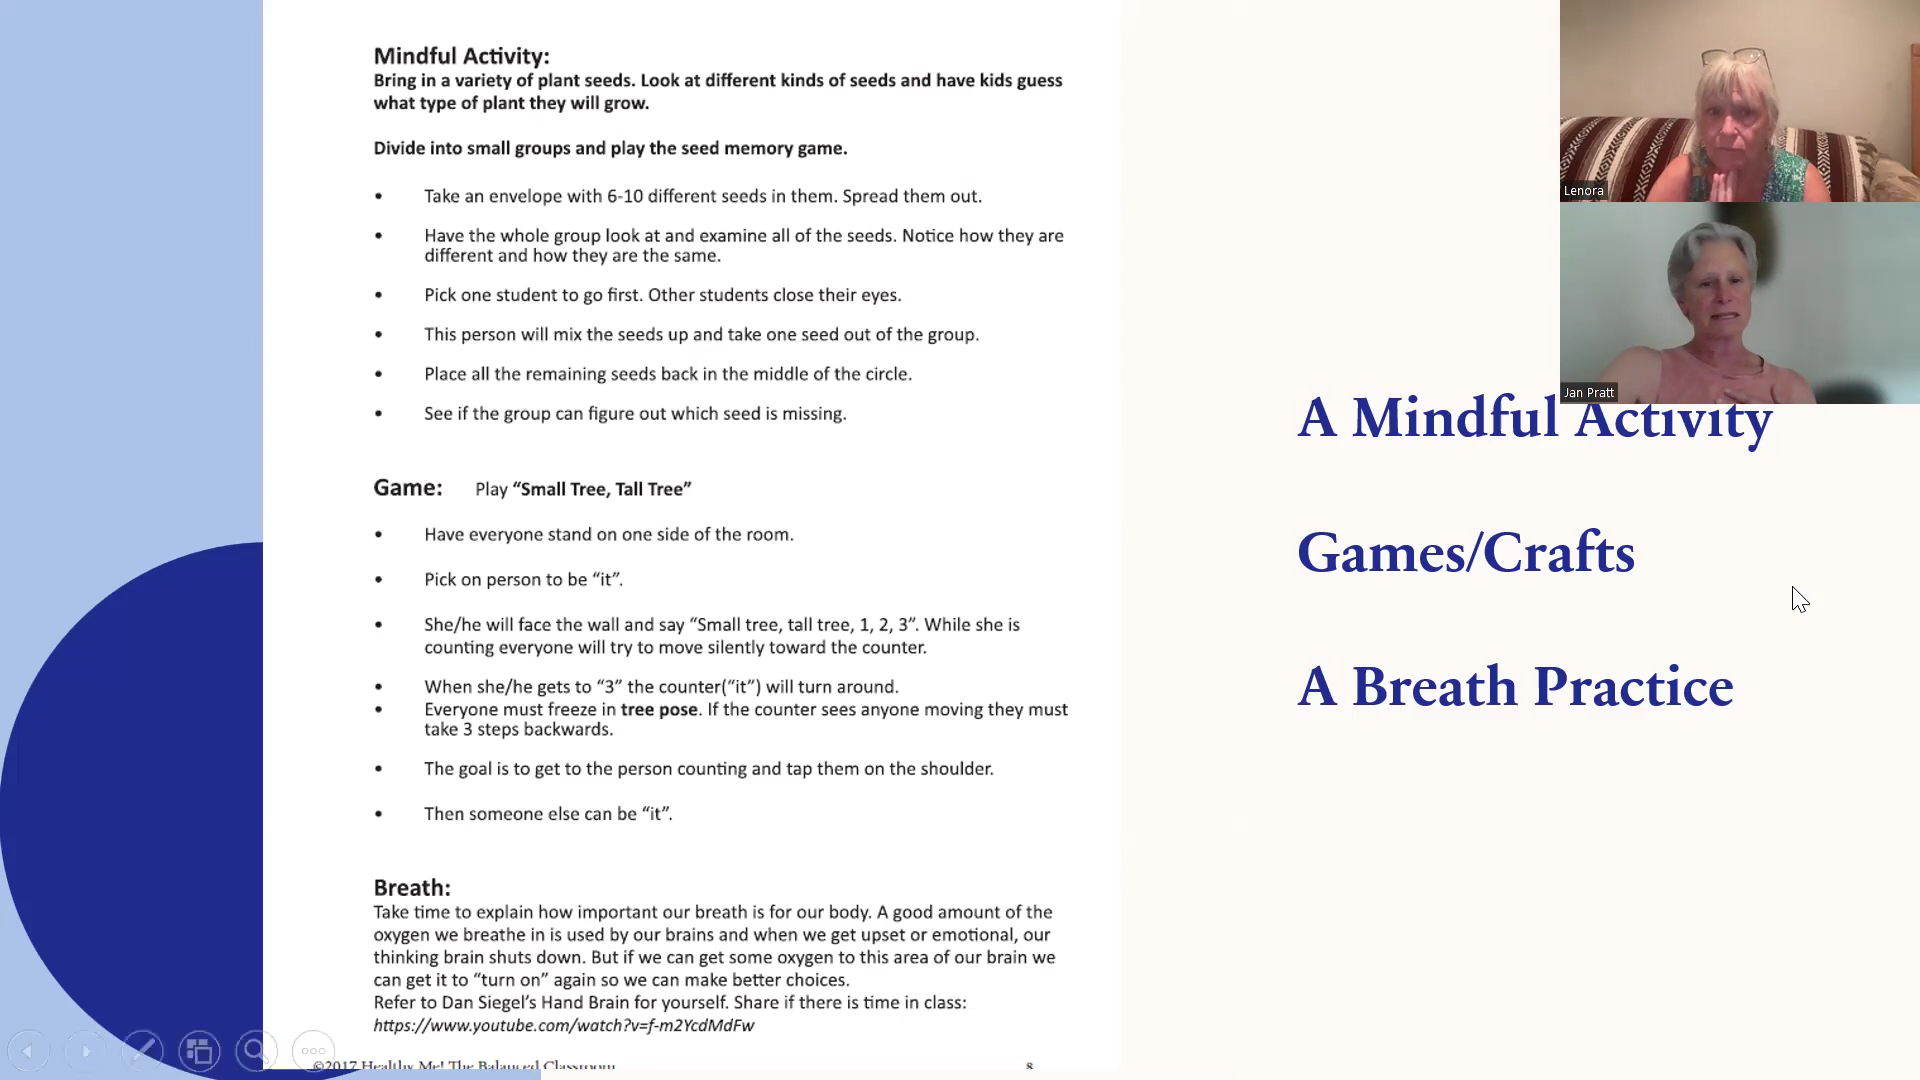 Mindful Activity:
Bring in a variety of plant seeds. Look at different kinds of seeds and have kids guess
what type of plant they will grow.
Divide into small groups and play the seed memory game.
• Take an envelope with 6-10 different seeds in them. Spread them out.
• Have the whole group look at and examine all of the seeds. Notice how they are
different and how they are the same.
• Pick one student to go first. Other students close their eyes.
• This person will mix the seeds up and take one seed out of the group.
• Place all the remaining seeds back in the middle of the circle.
• See if the group can figure out which seed is missing.
Game: Play “Small Tree, Tall Tree”
• Have everyone stand on one side of the room.
• Pick on person to be “it”.
• She/he will face the wall and say “Small tree, tall tree, 1, 2, 3”. While she is
counting everyone will try to move silently toward the counter.
• When she/he gets to “3” the counter(“it”) will turn around.
• Everyone must freeze in tree pose. If the counter sees anyone moving they must
take 3 steps backwards.
• The goal is to get to the person counting and tap them on the shoulder.
• Then someone else can be “it”.
Breath:
Take time to explain how important our breath is for our body. A good amount of the
oxygen we breathe in is used by our brains and when we get upset or emotional, our
thinking brain shuts down. But if we can get some oxygen to this area of our brain we
can get it to “turn on” again so we can make better choices.
Refer to Dan Siegel’s Hand Brain for yourself. Share if there is time in class:
https://www.youtube.com/watch?v=f-m2YcdMdFw
©2017 Healthy Me! The Balanced Classroom 8
Lenora
Jan Pratt
A Mindful Activity
Games/Crafts
A Breath Practice